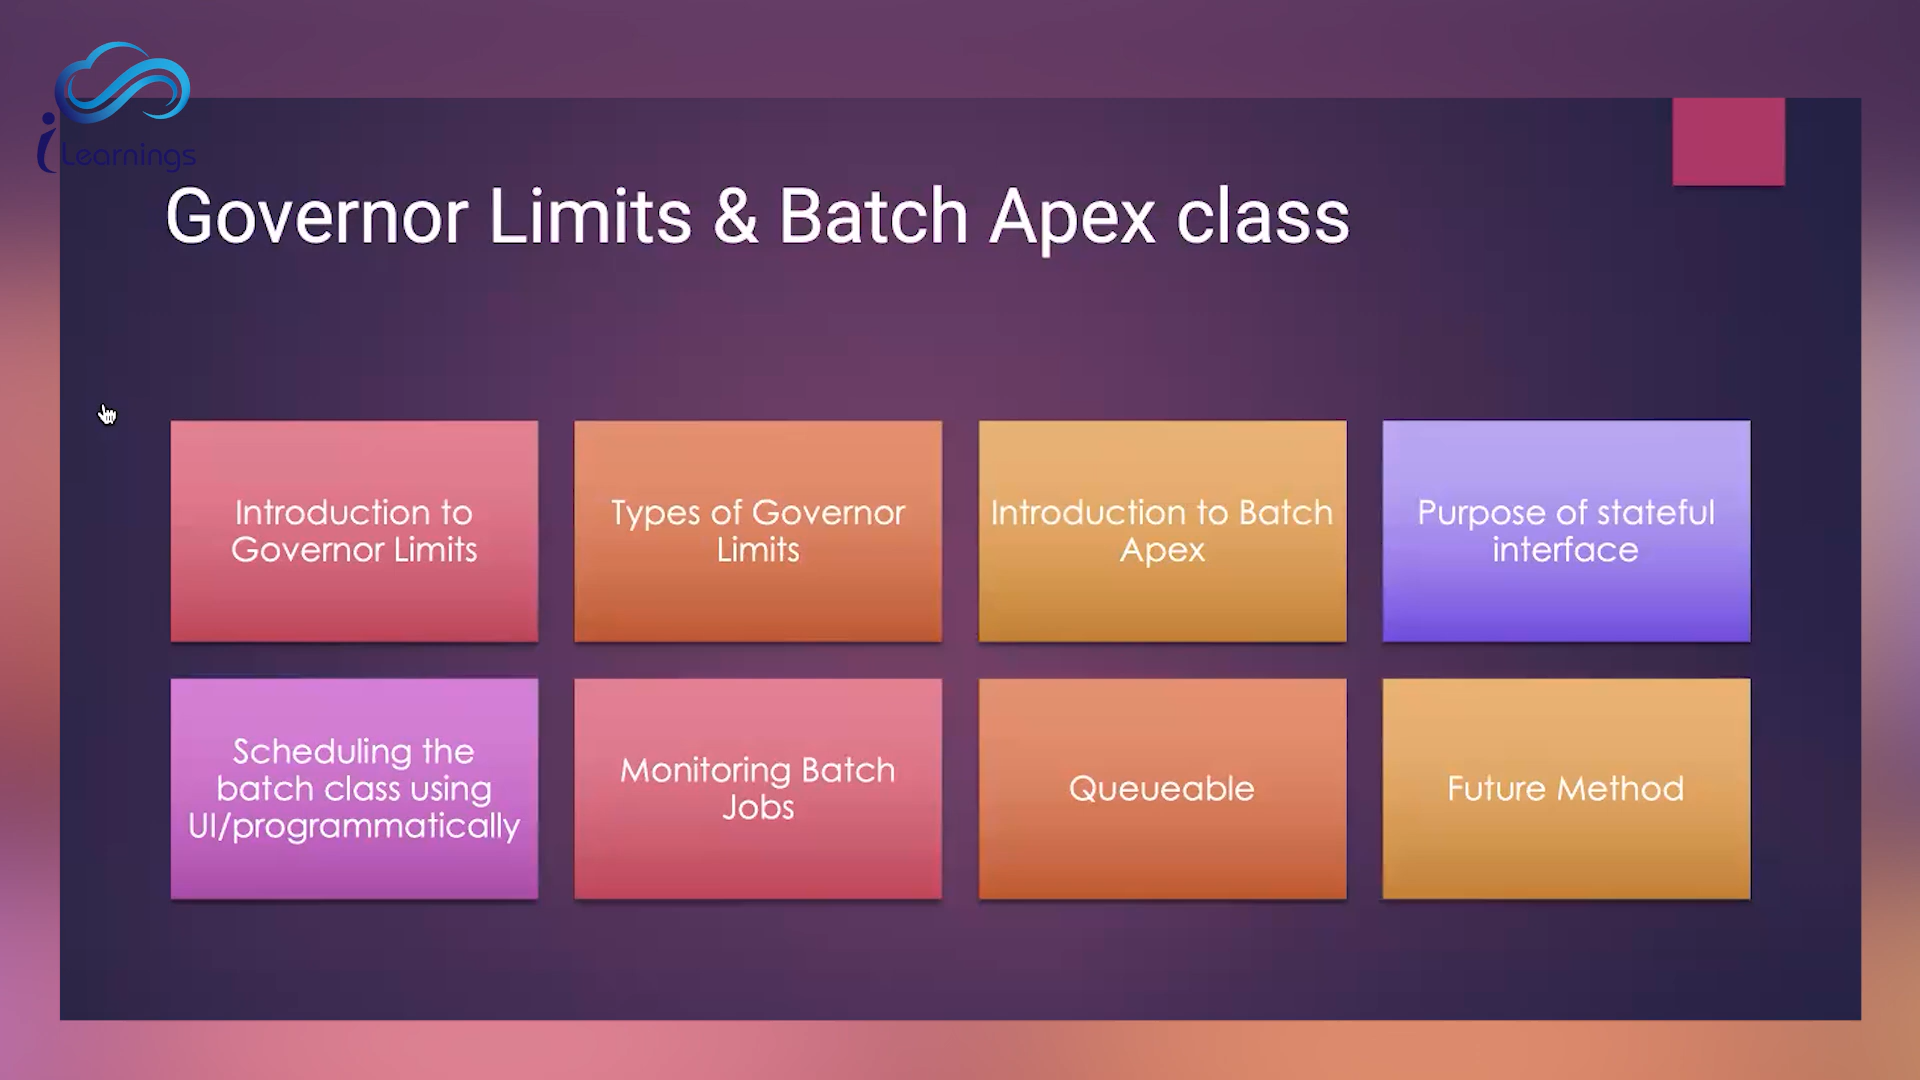 i Learnings
Governor Limits & Batch Apex class
Introduction to
Governor Limits
Types of Governor
Limits
Introduction to Batch
Apex
Purpose of stateful
interface
Scheduling the
batch class using
UI/programmatically
Monitoring Batch
Jobs
Queueable
Future Method